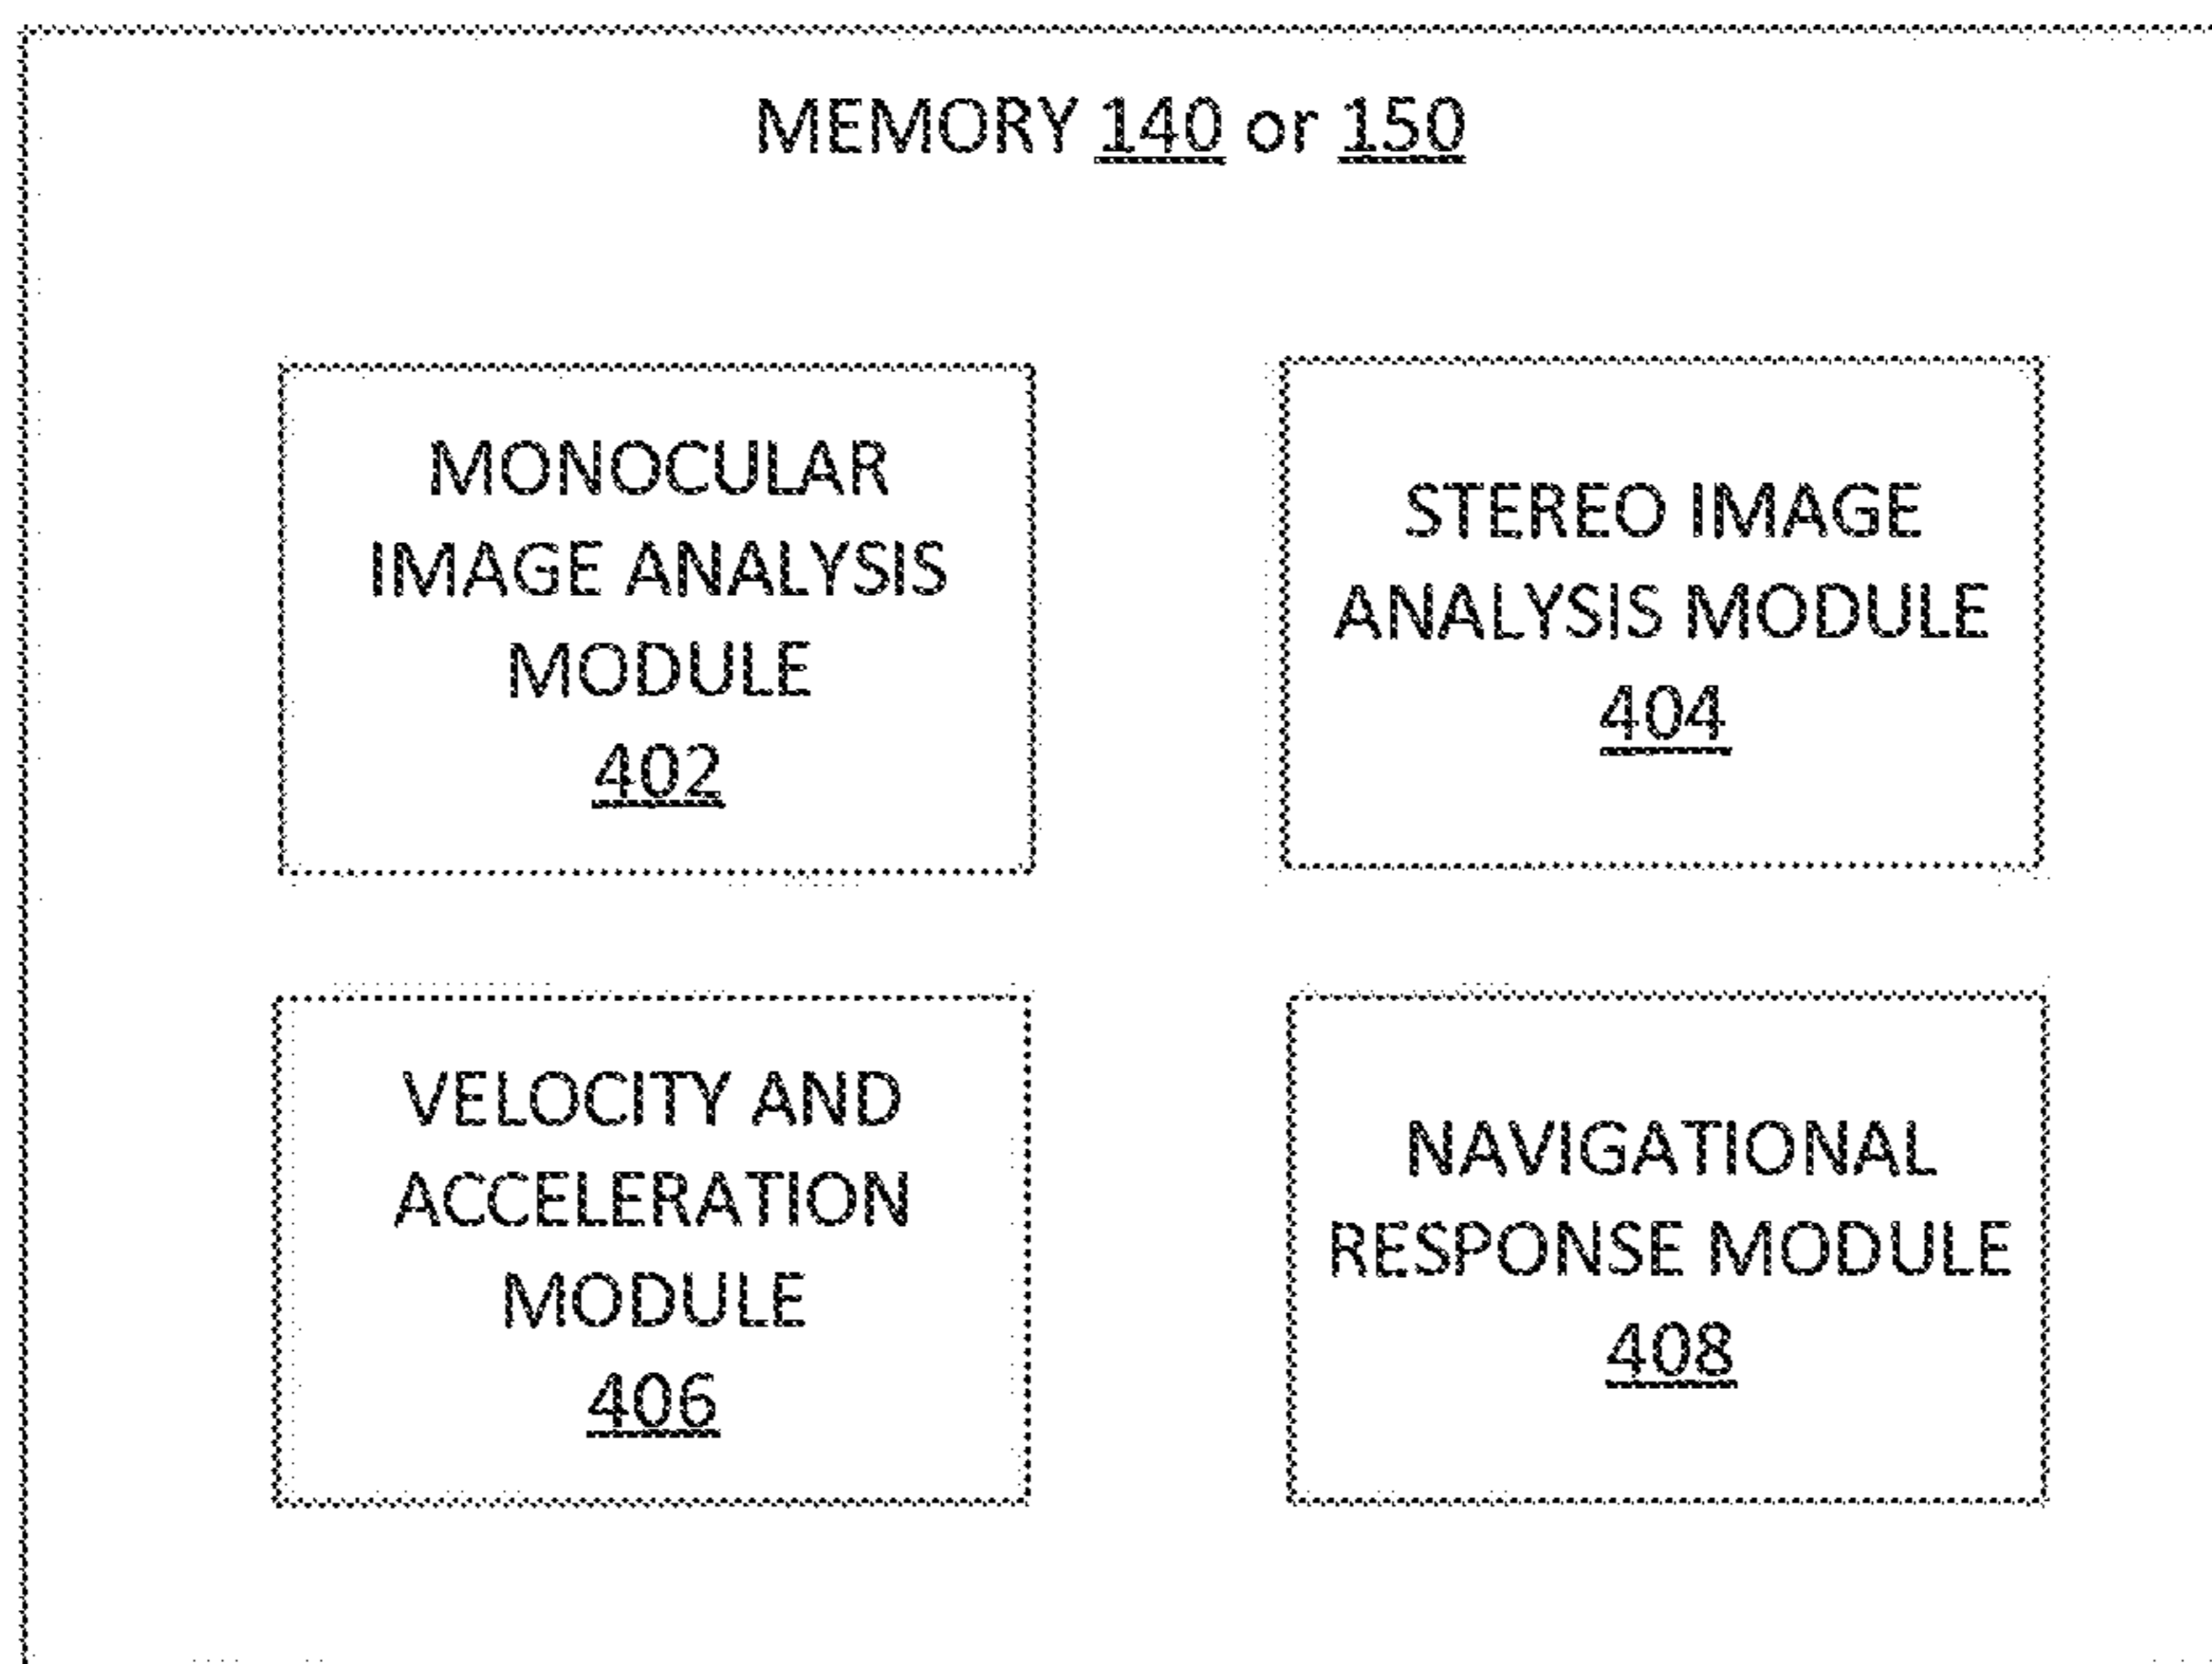 MEMORY 140 or 150
MONOCULAR
IMAGE ANALYSIS
MODULE
402
STEREO IMAGE
ANALYSIS MODULE
404
VELOCITY AND
ACCELERATION
MODULE
406
NAVIGATIONAL
RESPONSE MODULE
408